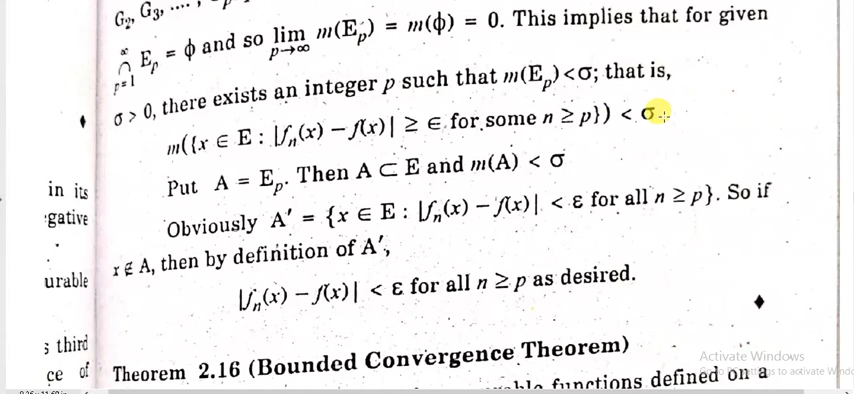 G₂, G₃, .... ,
∞
∩ Eₚ = ϕ and so lim m(Eₚ) = m(ϕ) = 0. This implies that for given
p=1 p→∞
σ > 0, there exists an integer p such that m(Eₚ)<σ; that is,
m({x ∈ E : |fₙ(x) − f(x)| ≥ ∈ for some n ≥ p}) < σ.
Put A = Eₚ. Then A ⊂ E and m(A) < σ
in its
Obviously A′ = {x ∈ E : |fₙ(x) − f(x)| < ε for all n ≥ p}. So if
gative
x ∉ A, then by definition of A′,
urable
|fₙ(x) − f(x)| < ε for all n ≥ p as desired.
s third
Theorem 2.16 (Bounded Convergence Theorem)
ce of
functions defined on a
Activate Windows